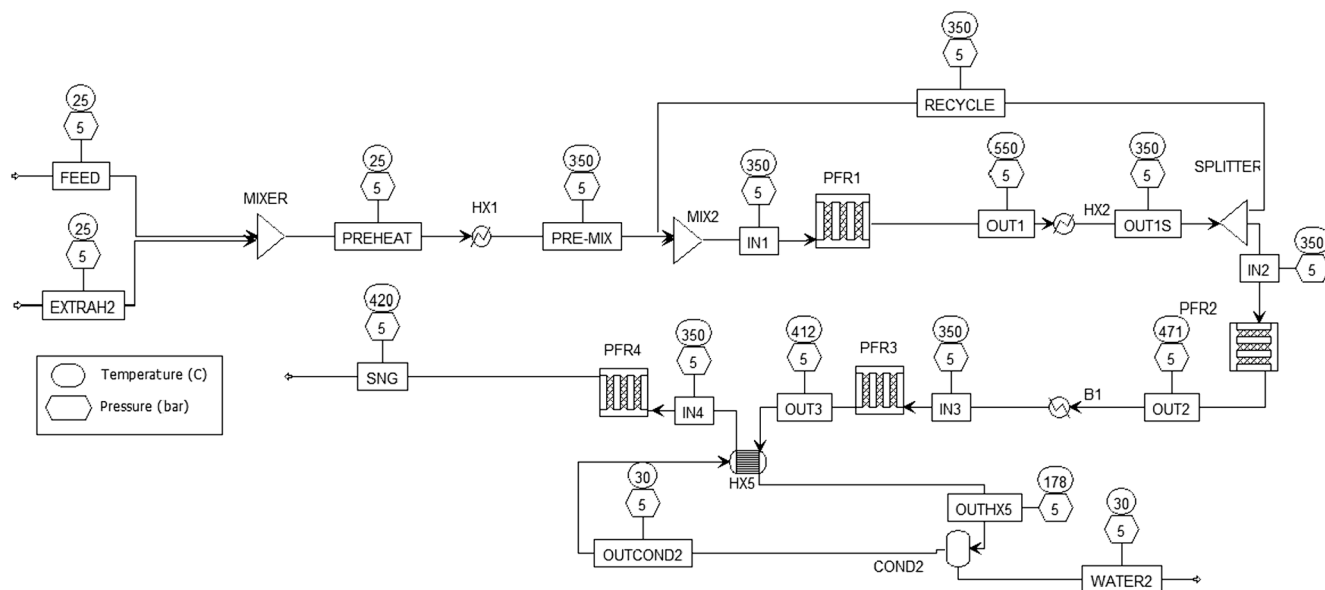 350
5
RECYCLE
25
5
FEED
25
5
EXTRAH2
MIXER
25
5
PREHEAT
HX1
350
5
PRE-MIX
MIX2
350
5
IN1
PFR1
550
5
OUT1
HX2
350
5
OUT1S
SPLITTER
IN2
350
5
PFR2
471
5
OUT2
B1
350
5
IN3
PFR3
412
5
OUT3
350
5
IN4
PFR4
420
5
SNG
HX5
178
5
OUTHX5
COND2
30
5
OUTCOND2
30
5
WATER2
Temperature (C)
Pressure (bar)